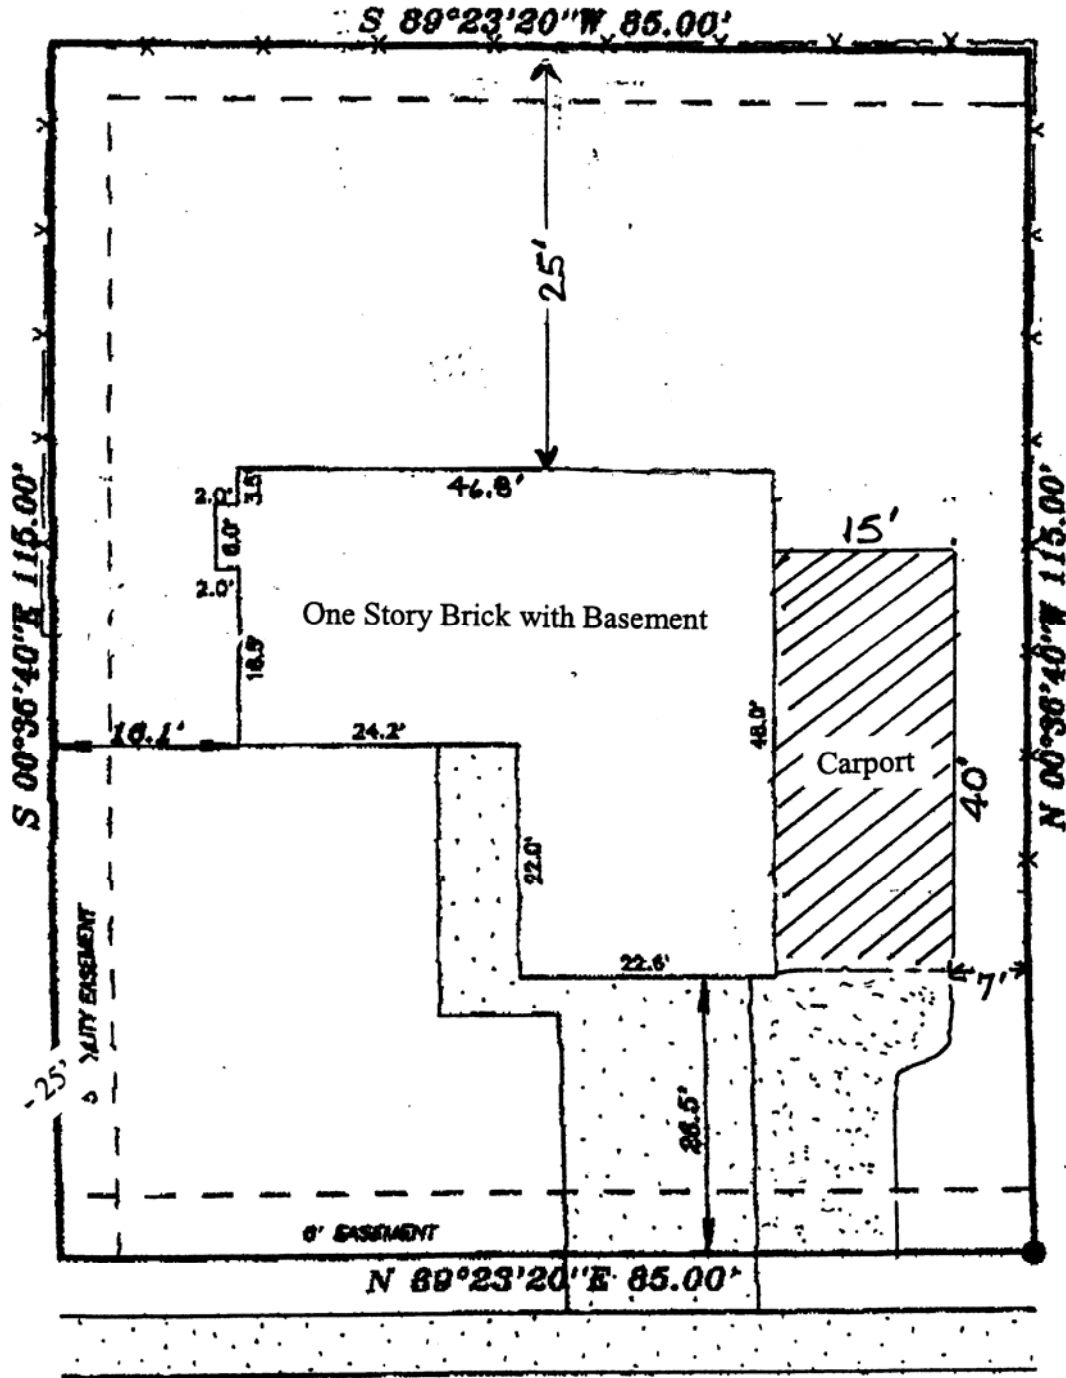 S 89°23'20"W 85.00'
25'
46.8'
2.0'
3.5'
6.0'
2.0'
18.5'
15'
One Story Brick with Basement
S 00°36'40"E 115.00'
N 00°36'40"W 115.00'
16.1'
24.2'
48.0'
Carport
40'
22.0'
22.6'
7'
EASEMENT
-25'
26.5'
6' EASEMENT
N 89°23'20"E 85.00'